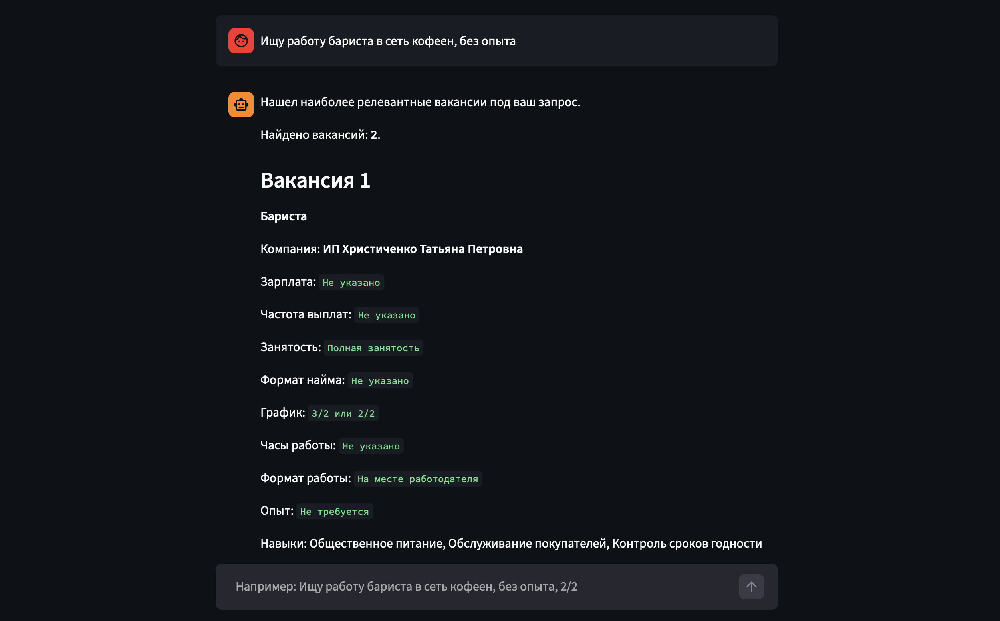 Ищу работу бариста в сеть кофеен, без опыта
Нашел наиболее релевантные вакансии под ваш запрос.
Найдено вакансий: 2.
Вакансия 1
Бариста
Компания: ИП Христиченко Татьяна Петровна
Зарплата: Не указано
Частота выплат: Не указано
Занятость: Полная занятость
Формат найма: Не указано
График: 3/2 или 2/2
Часы работы: Не указано
Формат работы: На месте работодателя
Опыт: Не требуется
Навыки: Общественное питание, Обслуживание покупателей, Контроль сроков годности
Например: Ищу работу бариста в сеть кофеен, без опыта, 2/2